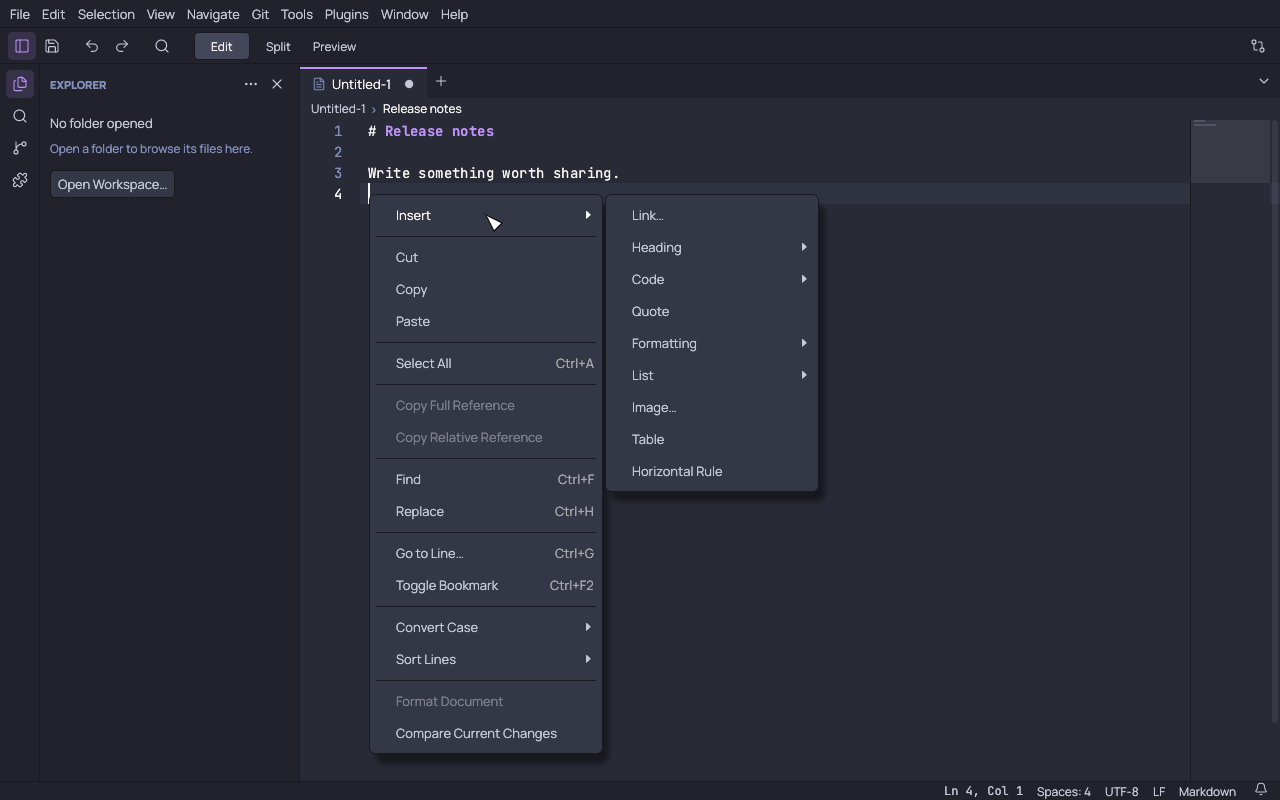 File Edit Selection View Navigate Git Tools Plugins Window Help
Edit Split Preview
EXPLORER
No folder opened
Open a folder to browse its files here.
Open Workspace...
Untitled-1
Untitled-1 › Release notes
1 # Release notes
2
3 Write something worth sharing.
4
Insert
Cut
Copy
Paste
Select All Ctrl+A
Copy Full Reference
Copy Relative Reference
Find Ctrl+F
Replace Ctrl+H
Go to Line... Ctrl+G
Toggle Bookmark Ctrl+F2
Convert Case
Sort Lines
Format Document
Compare Current Changes
Link...
Heading
Code
Quote
Formatting
List
Image...
Table
Horizontal Rule
Ln 4, Col 1 Spaces: 4 UTF-8 LF Markdown